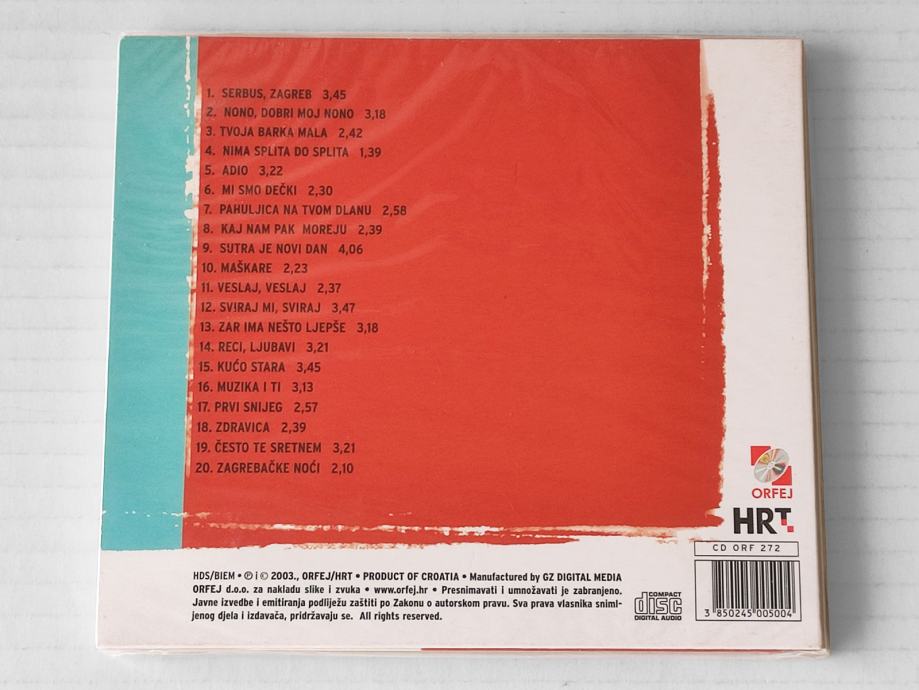 1. SERBUS, ZAGREB 3,45
2. NONO, DOBRI MOJ NONO 3,18
3. TVOJA BARKA MALA 2,42
4. NIMA SPLITA DO SPLITA 1,39
5. ADIO 3,22
6. MI SMO DEČKI 2,30
7. PAHULJICA NA TVOM DLANU 2,58
8. KAJ NAM PAK MOREJU 2,39
9. SUTRA JE NOVI DAN 4,06
10. MAŠKARE 2,23
11. VESLAJ, VESLAJ 2,37
12. SVIRAJ MI, SVIRAJ 3,47
13. ZAR IMA NEŠTO LJEPŠE 3,18
14. RECI, LJUBAVI 3,21
15. KUĆO STARA 3,45
16. MUZIKA I TI 3,13
17. PRVI SNIJEG 2,57
18. ZDRAVICA 2,39
19. ČESTO TE SRETNEM 3,21
20. ZAGREBAČKE NOĆI 2,10
ORFEJ
HRT
CD ORF 272
HDS/BIEM • ℗ i © 2003., ORFEJ/HRT • PRODUCT OF CROATIA • Manufactured by GZ DIGITAL MEDIA
ORFEJ d.o.o. za nakladu slike i zvuka • www.orfej.hr • Presnimavati i umnožavati je zabranjeno.
Javne izvedbe i emitiranja podliježu zaštiti po Zakonu o autorskom pravu. Sva prava vlasnika sniml-
jenog djela i izdavača, pridržavaju se. All rights reserved.
COMPACT
disc
DIGITAL AUDIO
3 850245 005004